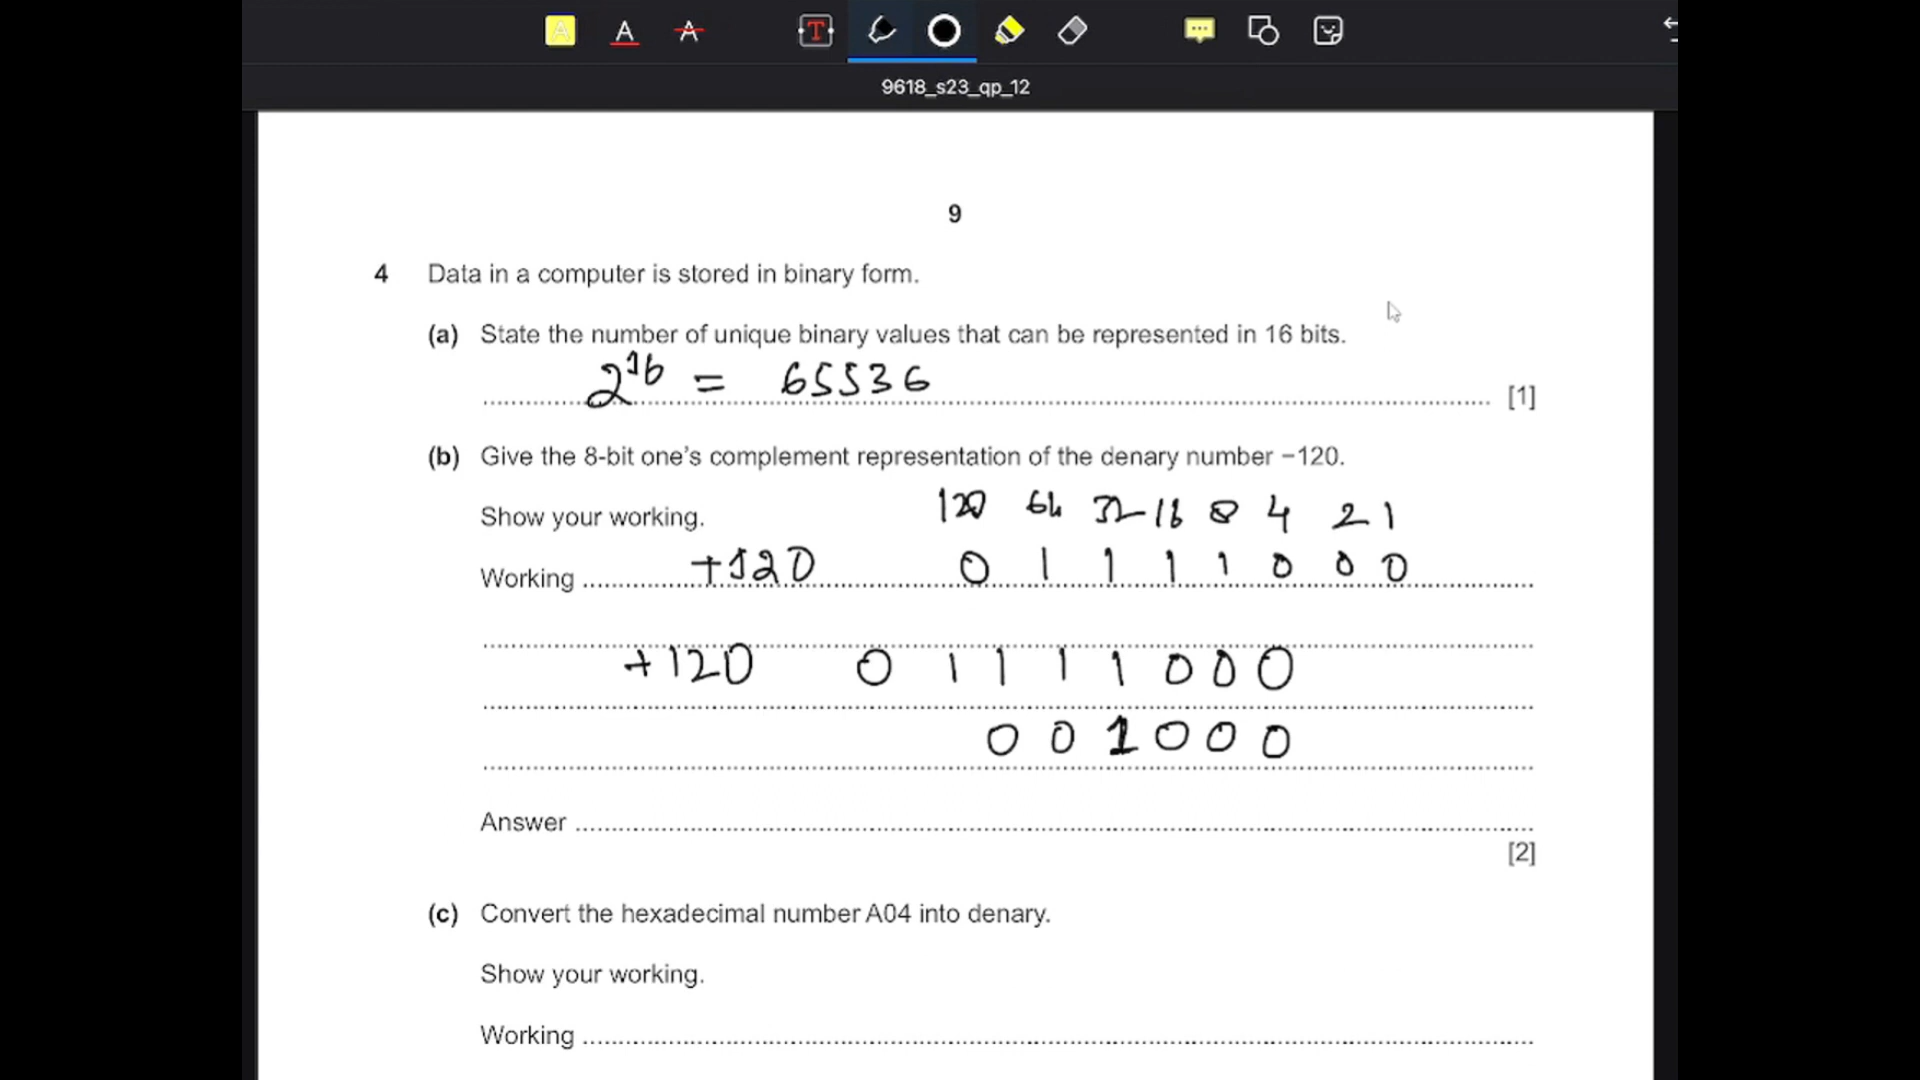 A A A T
9618_s23_qp_12
9
4 Data in a computer is stored in binary form.
(a) State the number of unique binary values that can be represented in 16 bits.
2^16 = 65536
[1]
(b) Give the 8-bit one’s complement representation of the denary number −120.
120 64 32 16 8 4 2 1
Show your working.
Working +120 0 1 1 1 1 0 0 0
+120 0 1 1 1 1 0 0 0
0 0 1 0 0 0
Answer
[2]
(c) Convert the hexadecimal number A04 into denary.
Show your working.
Working